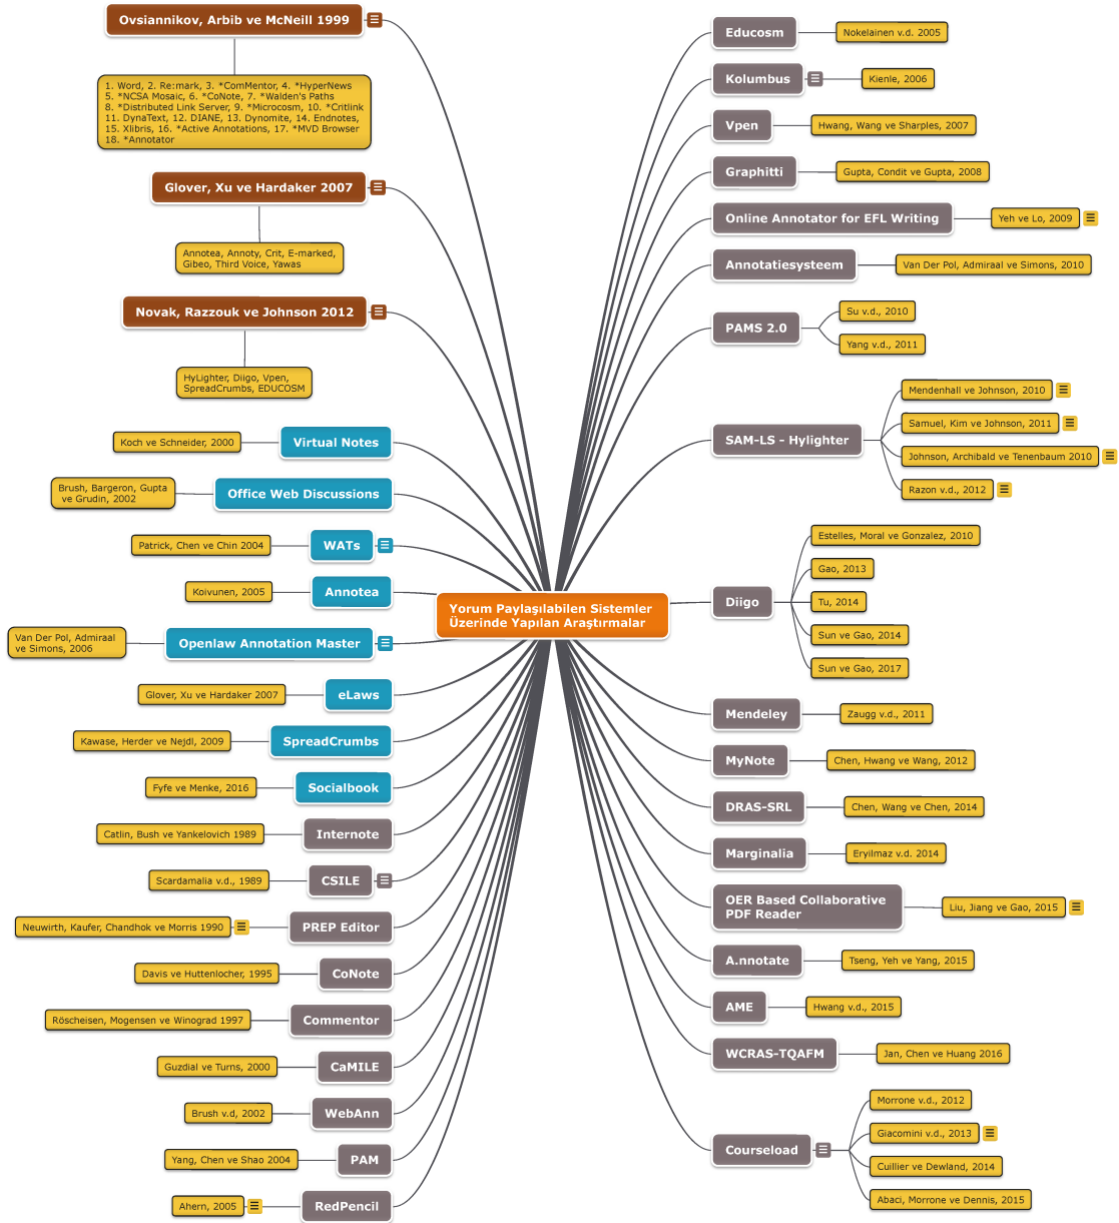 Ovsiannikov, Arbib ve McNeill 1999
1. Word, 2. Re:mark, 3. *ComMentor, 4. *HyperNews
5. *NCSA Mosaic, 6. *CoNote, 7. *Walden's Paths
8. *Distributed Link Server, 9. *Microcosm, 10. *Critlink
11. DynaText, 12. DIANE, 13. Dynomite, 14. Endnotes,
15. Xlibris, 16. *Active Annotations, 17. *MVD Browser
18. *Annotator
Glover, Xu ve Hardaker 2007
Annotea, Annoty, Crit, E-marked,
Gibeo, Third Voice, Yawas
Novak, Razzouk ve Johnson 2012
HyLighter, Diigo, Vpen,
SpreadCrumbs, EDUCOSM
Koch ve Schneider, 2000
Virtual Notes
Brush, Bargeron, Gupta
ve Grudin, 2002
Office Web Discussions
Patrick, Chen ve Chin 2004
WATs
Koivunen, 2005
Annotea
Van Der Pol, Admiraal
ve Simons, 2006
Openlaw Annotation Master
Glover, Xu ve Hardaker 2007
eLaws
Kawase, Herder ve Nejdl, 2009
SpreadCrumbs
Fyfe ve Menke, 2016
Socialbook
Catlin, Bush ve Yankelovich 1989
Internote
Scardamalia v.d., 1989
CSILE
Neuwirth, Kaufer, Chandhok ve Morris 1990
PREP Editor
Davis ve Huttenlocher, 1995
CoNote
Röscheisen, Mogensen ve Winograd 1997
Commentor
Guzdial ve Turns, 2000
CaMILE
Brush v.d, 2002
WebAnn
Yang, Chen ve Shao 2004
PAM
Ahern, 2005
RedPencil
Yorum Paylaşılabilen Sistemler
Üzerinde Yapılan Araştırmalar
Educosm
Nokelainen v.d. 2005
Kolumbus
Kienle, 2006
Vpen
Hwang, Wang ve Sharples, 2007
Graphitti
Gupta, Condit ve Gupta, 2008
Online Annotator for EFL Writing
Yeh ve Lo, 2009
Annotatiesysteem
Van Der Pol, Admiraal ve Simons, 2010
PAMS 2.0
Su v.d., 2010
Yang v.d., 2011
SAM-LS - Hylighter
Mendenhall ve Johnson, 2010
Samuel, Kim ve Johnson, 2011
Johnson, Archibald ve Tenenbaum 2010
Razon v.d., 2012
Diigo
Estelles, Moral ve Gonzalez, 2010
Gao, 2013
Tu, 2014
Sun ve Gao, 2014
Sun ve Gao, 2017
Mendeley
Zaugg v.d., 2011
MyNote
Chen, Hwang ve Wang, 2012
DRAS-SRL
Chen, Wang ve Chen, 2014
Marginalia
Eryilmaz v.d. 2014
OER Based Collaborative
PDF Reader
Liu, Jiang ve Gao, 2015
A.nnotate
Tseng, Yeh ve Yang, 2015
AME
Hwang v.d., 2015
WCRAS-TQAFM
Jan, Chen ve Huang 2016
Courseload
Morrone v.d., 2012
Giacomini v.d., 2013
Cuillier ve Dewland, 2014
Abaci, Morrone ve Dennis, 2015